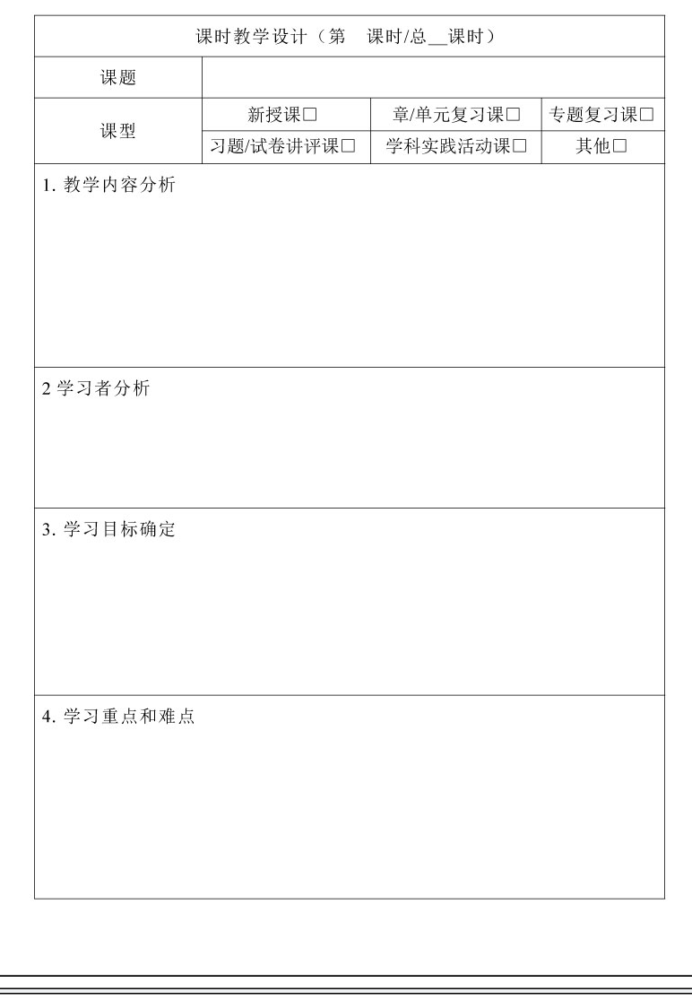 课时教学设计（第　课时/总__课时）
课题
课型
新授课□ 章/单元复习课□ 专题复习课□
习题/试卷讲评课□ 学科实践活动课□ 其他□
1. 教学内容分析
2 学习者分析
3. 学习目标确定
4. 学习重点和难点